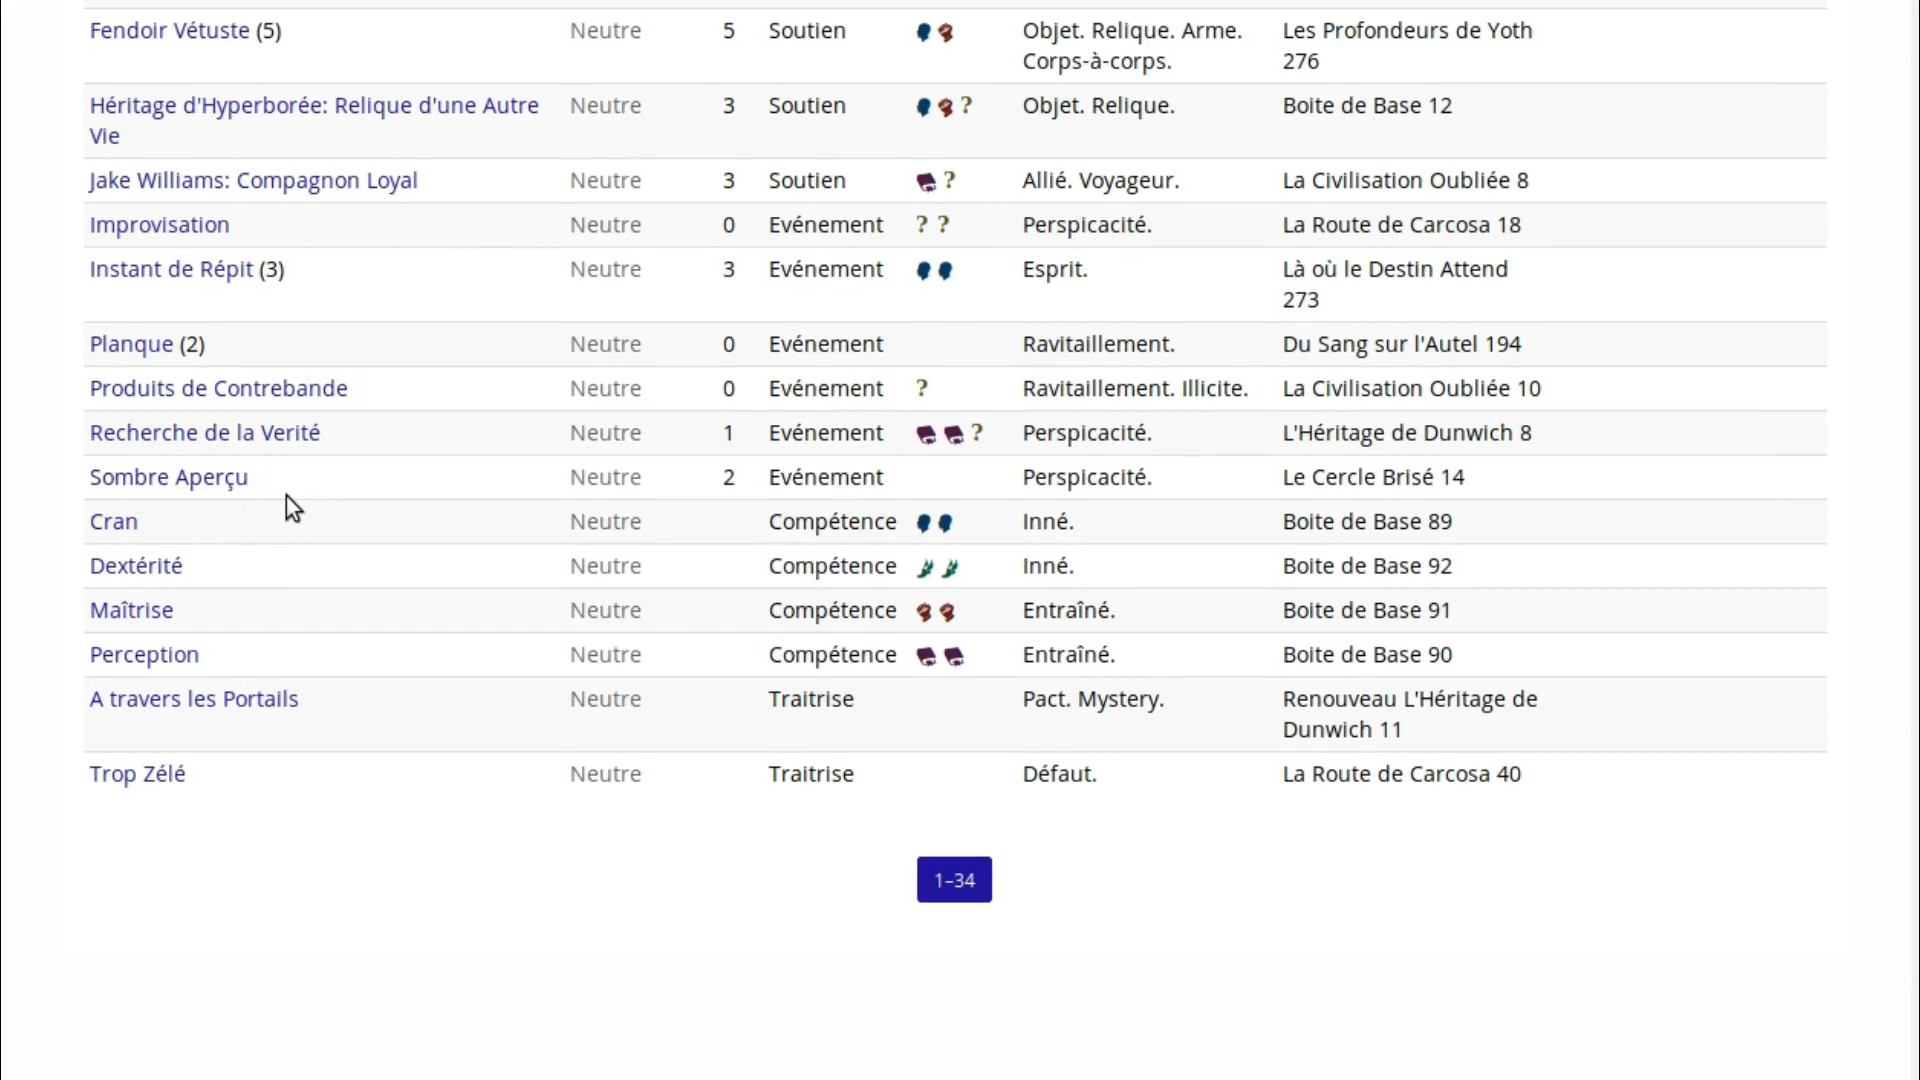 Fendoir Vétuste (5) Neutre 5 Soutien Objet. Relique. Arme. Les Profondeurs de Yoth
Corps-à-corps. 276
Héritage d'Hyperborée: Relique d'une Autre Neutre 3 Soutien ? Objet. Relique. Boite de Base 12
Vie
Jake Williams: Compagnon Loyal Neutre 3 Soutien ? Allié. Voyageur. La Civilisation Oubliée 8
Improvisation Neutre 0 Evénement ? ? Perspicacité. La Route de Carcosa 18
Instant de Répit (3) Neutre 3 Evénement Esprit. Là où le Destin Attend
273
Planque (2) Neutre 0 Evénement Ravitaillement. Du Sang sur l'Autel 194
Produits de Contrebande Neutre 0 Evénement ? Ravitaillement. Illicite. La Civilisation Oubliée 10
Recherche de la Verité Neutre 1 Evénement ? Perspicacité. L'Héritage de Dunwich 8
Sombre Aperçu Neutre 2 Evénement Perspicacité. Le Cercle Brisé 14
Cran Neutre Compétence Inné. Boite de Base 89
Dextérité Neutre Compétence Inné. Boite de Base 92
Maîtrise Neutre Compétence Entraîné. Boite de Base 91
Perception Neutre Compétence Entraîné. Boite de Base 90
A travers les Portails Neutre Traitrise Pact. Mystery. Renouveau L'Héritage de
Dunwich 11
Trop Zélé Neutre Traitrise Défaut. La Route de Carcosa 40
1–34